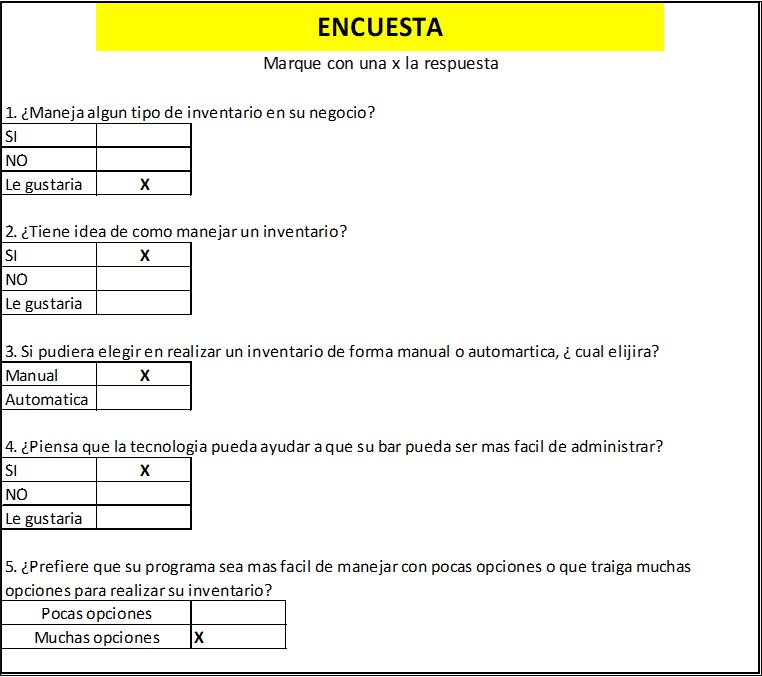 ENCUESTA
Marque con una x la respuesta
1. ¿Maneja algun tipo de inventario en su negocio?
SI
NO
Le gustaria X
2. ¿Tiene idea de como manejar un inventario?
SI X
NO
Le gustaria
3. Si pudiera elegir en realizar un inventario de forma manual o automartica, ¿ cual elijira?
Manual X
Automatica
4. ¿Piensa que la tecnologia pueda ayudar a que su bar pueda ser mas facil de administrar?
SI X
NO
Le gustaria
5. ¿Prefiere que su programa sea mas facil de manejar con pocas opciones o que traiga muchas
opciones para realizar su inventario?
Pocas opciones
Muchas opciones X